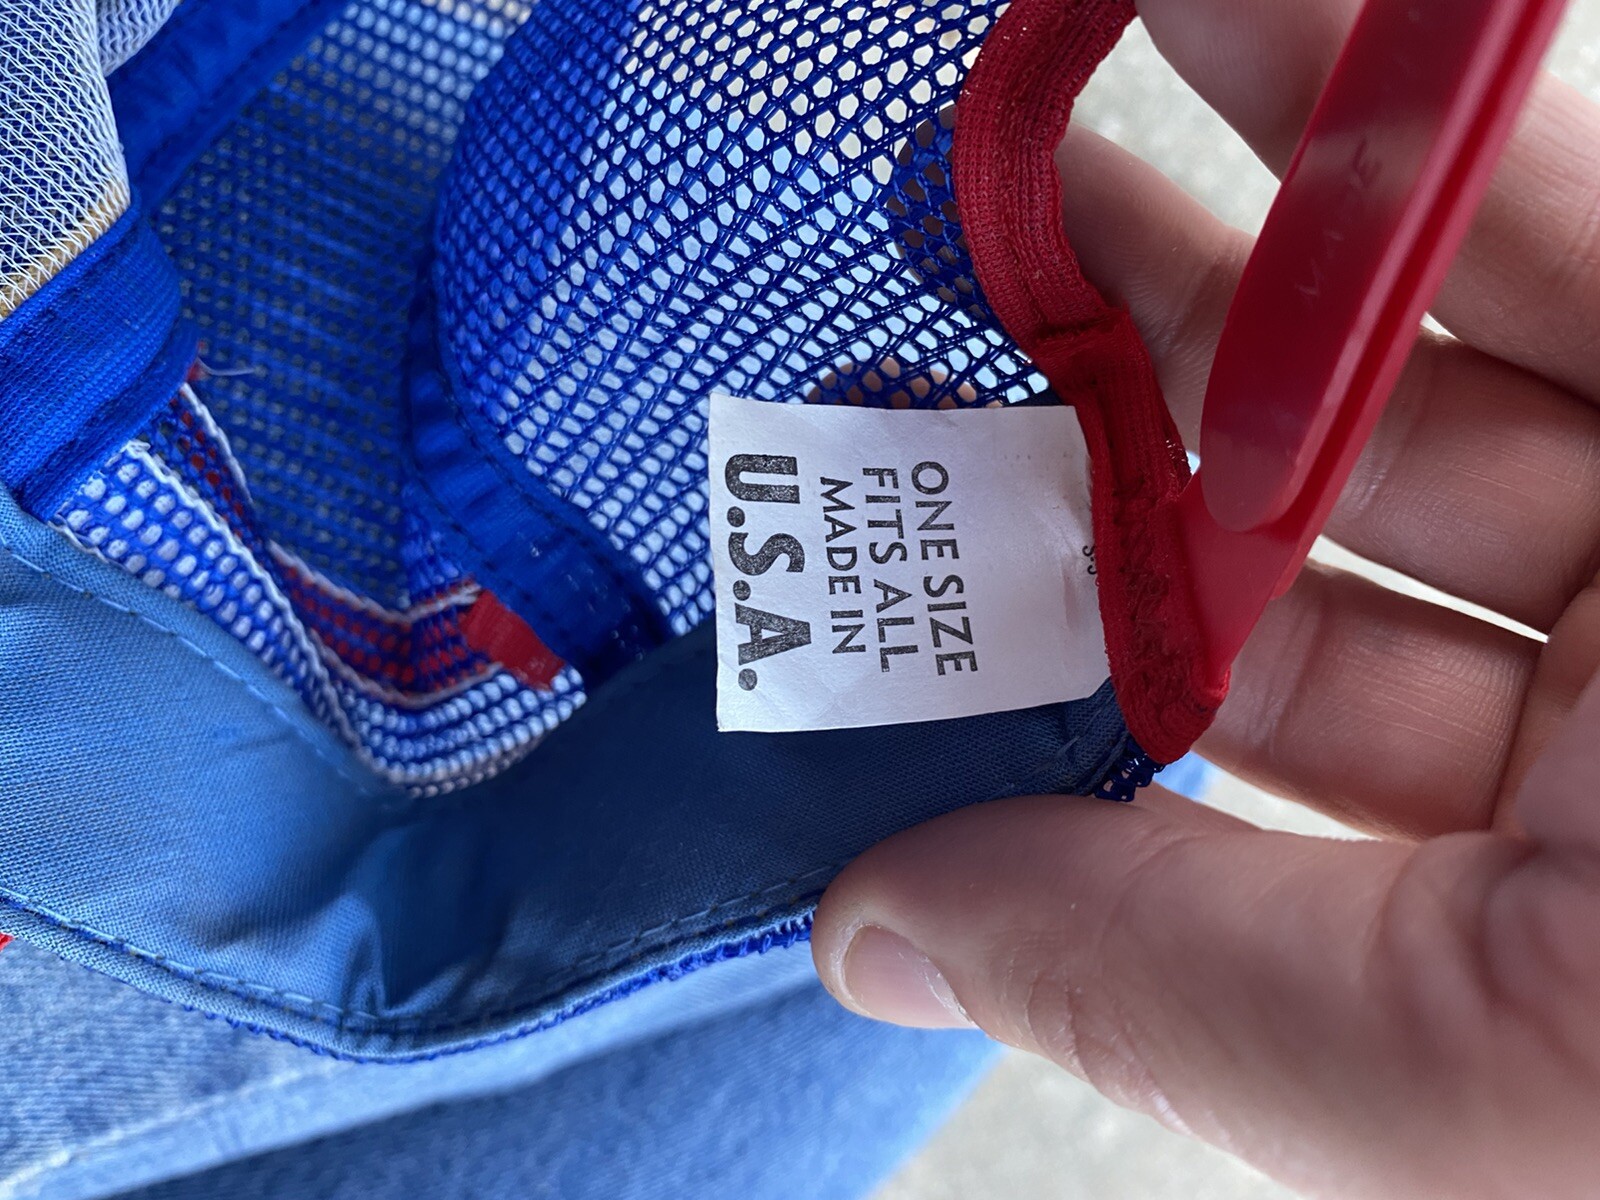 ONE SIZE
FITS ALL
MADE IN
U.S.A.